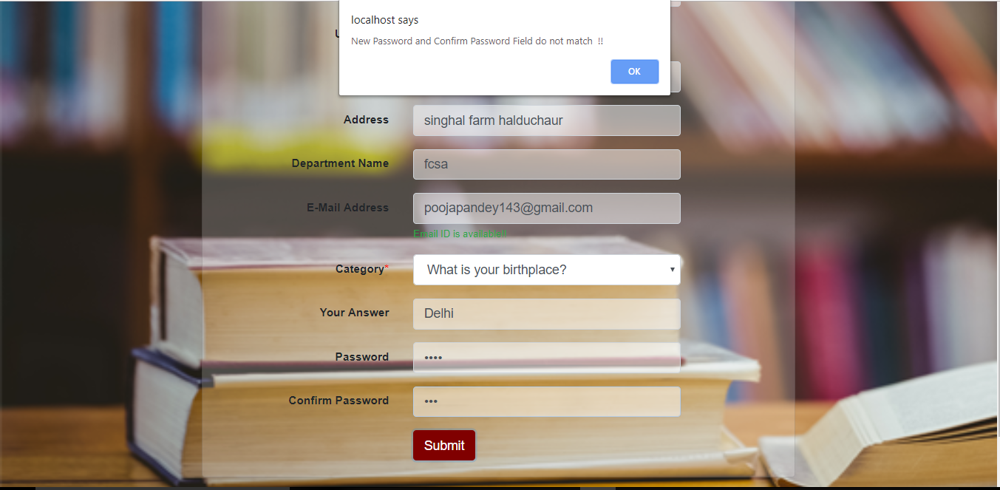 localhost says
New Password and Confirm Password Field do not match !!
OK
Address singhal farm halduchaur
Department Name fcsa
E-Mail Address poojapandey143@gmail.com
Email ID is available!!
Category* What is your birthplace?
Your Answer Delhi
Password ••••
Confirm Password •••
Submit